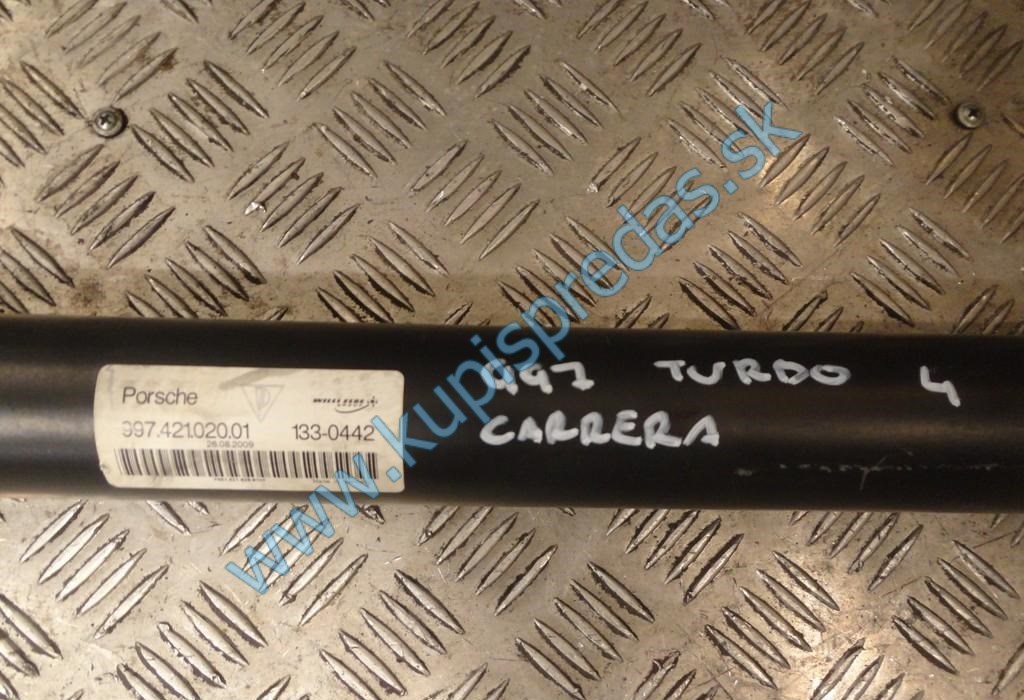 Porsche
997.421.020.01 133-0442
26.08.2009
997 TURBO 4
CARRERA
www.kupispredas.sk